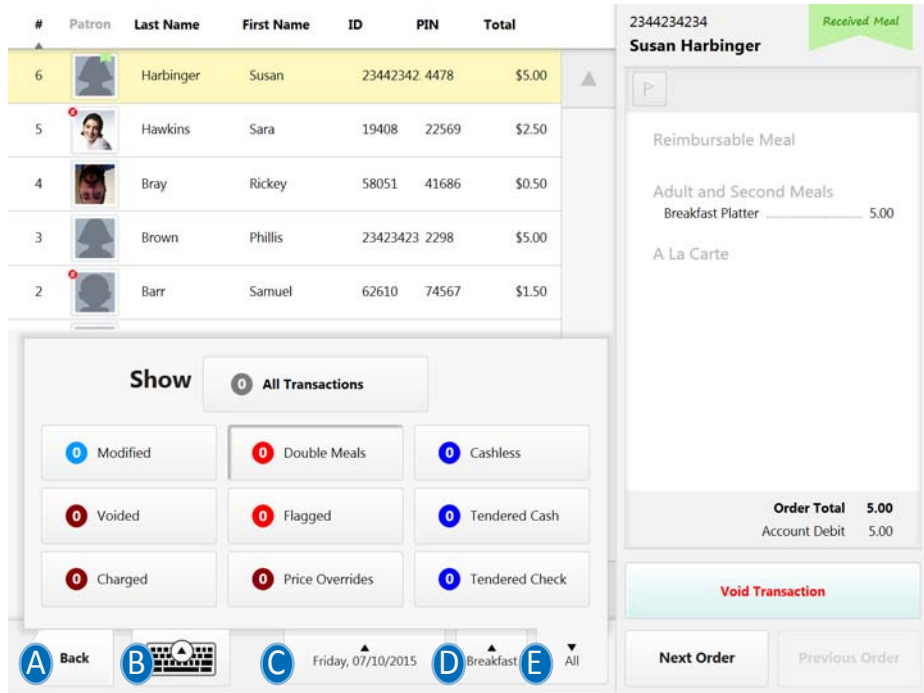 # Patron Last Name First Name ID PIN Total
6 Harbinger Susan 23442342. 4478 $5.00
5 Hawkins Sara 19408 22569 $2.50
4 Bray Rickey 58051 41686 $0.50
3 Brown Phillis 23423423 2298 $5.00
2 Barr Samuel 62610 74567 $1.50
Show 0 All Transactions
0 Modified 0 Double Meals 0 Cashless
0 Voided 0 Flagged 0 Tendered Cash
0 Charged 0 Price Overrides 0 Tendered Check
A Back B C Friday, 07/10/2015 D Breakfast E All
2344234234 Received Meal
Susan Harbinger
Reimbursable Meal
Adult and Second Meals
Breakfast Platter 5.00
A La Carte
Order Total 5.00
Account Debit 5.00
Void Transaction
Next Order Previous Order